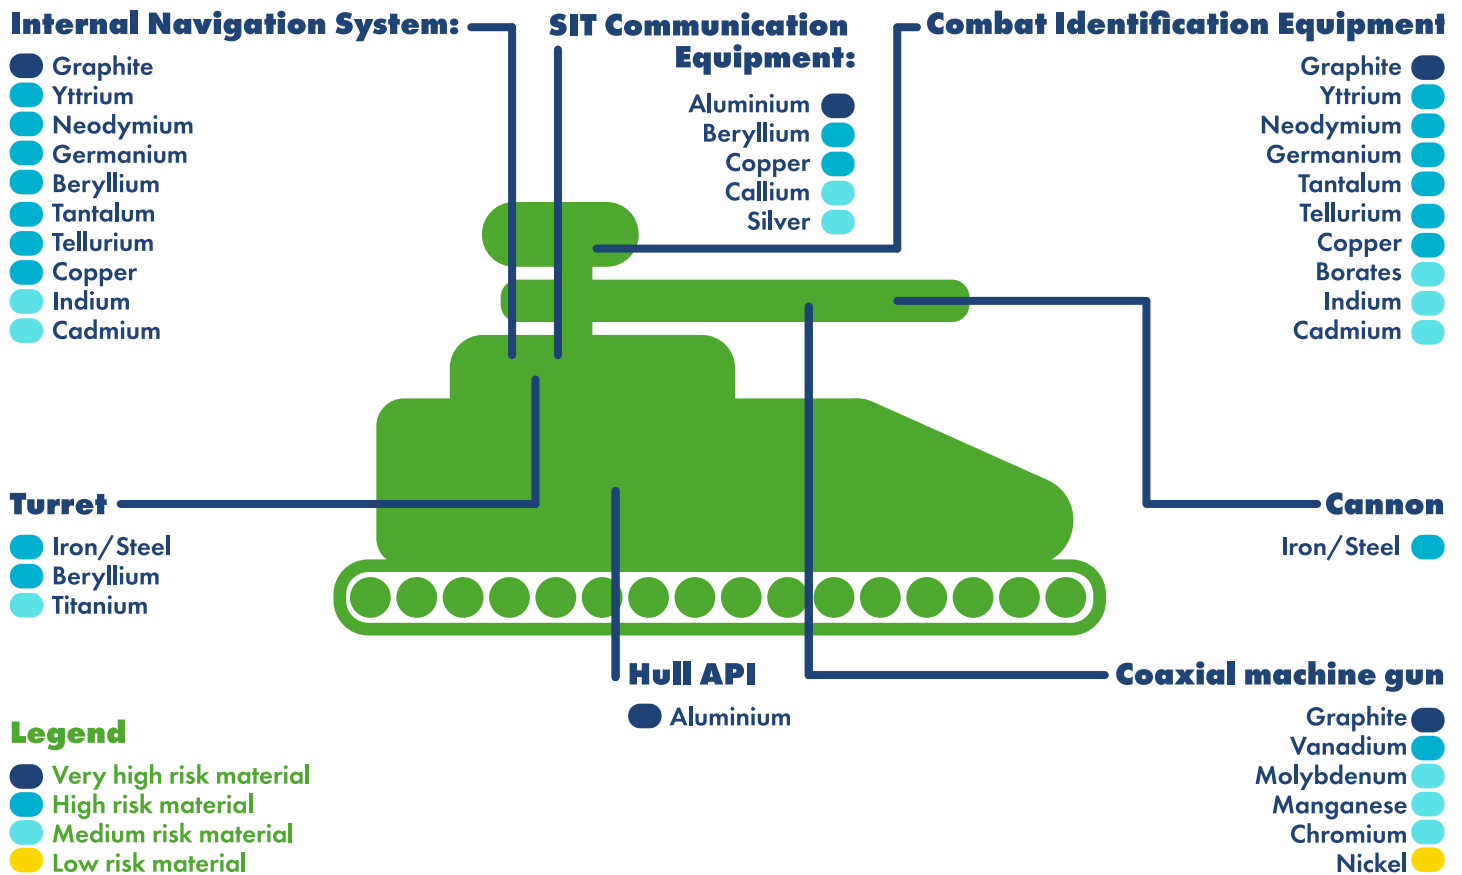 Internal Navigation System:
Graphite
Yttrium
Neodymium
Germanium
Beryllium
Tantalum
Tellurium
Copper
Indium
Cadmium
SIT Communication
Equipment:
Aluminium
Beryllium
Copper
Callium
Silver
Combat Identification Equipment
Graphite
Yttrium
Neodymium
Germanium
Tantalum
Tellurium
Copper
Borates
Indium
Cadmium
Turret
Iron/Steel
Beryllium
Titanium
Cannon
Iron/Steel
Hull API
Aluminium
Coaxial machine gun
Graphite
Vanadium
Molybdenum
Manganese
Chromium
Nickel
Legend
Very high risk material
High risk material
Medium risk material
Low risk material